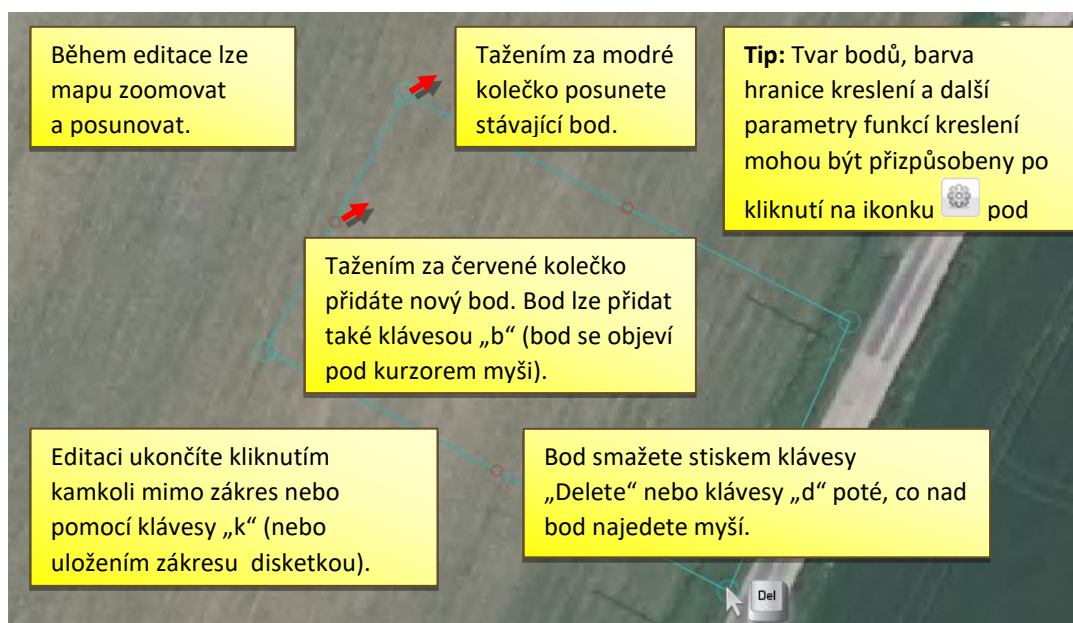 Během editace lze
mapu zoomovat
a posunovat.
Tažením za modré
kolečko posunete
stávající bod.
Tip: Tvar bodů, barva
hranice kreslení a další
parametry funkcí kreslení
mohou být přizpůsobeny po
kliknutí na ikonku pod
Tažením za červené kolečko
přidáte nový bod. Bod lze přidat
také klávesou „b“ (bod se objeví
pod kurzorem myši).
Editaci ukončíte kliknutím
kamkoli mimo zákres nebo
pomocí klávesy „k“ (nebo
uložením zákresu  disketkou).
Bod smažete stiskem klávesy
„Delete“ nebo klávesy „d“ poté, co nad
bod najedete myší.
Del